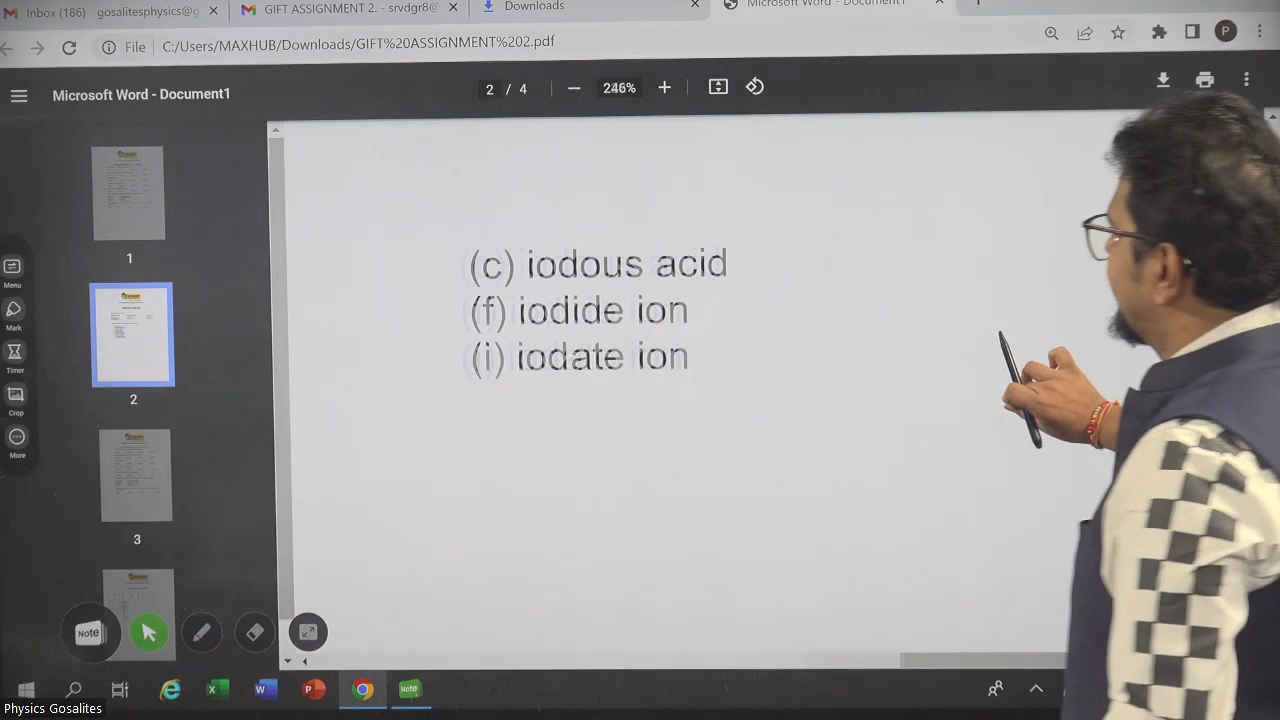 Inbox (186) - gosalitesphysics@g
GIFT ASSIGNMENT 2. - srvdgr8@
Downloads
Microsoft Word - Document1
File
C:/Users/MAXHUB/Downloads/GIFT%20ASSIGNMENT%202.pdf
P
Microsoft Word - Document1
2 / 4
246%
(c) iodous acid
(f) iodide ion
(i) iodate ion
1
2
3
Menu
Mark
Timer
Crop
More
Note
Note
Physics Gosalites